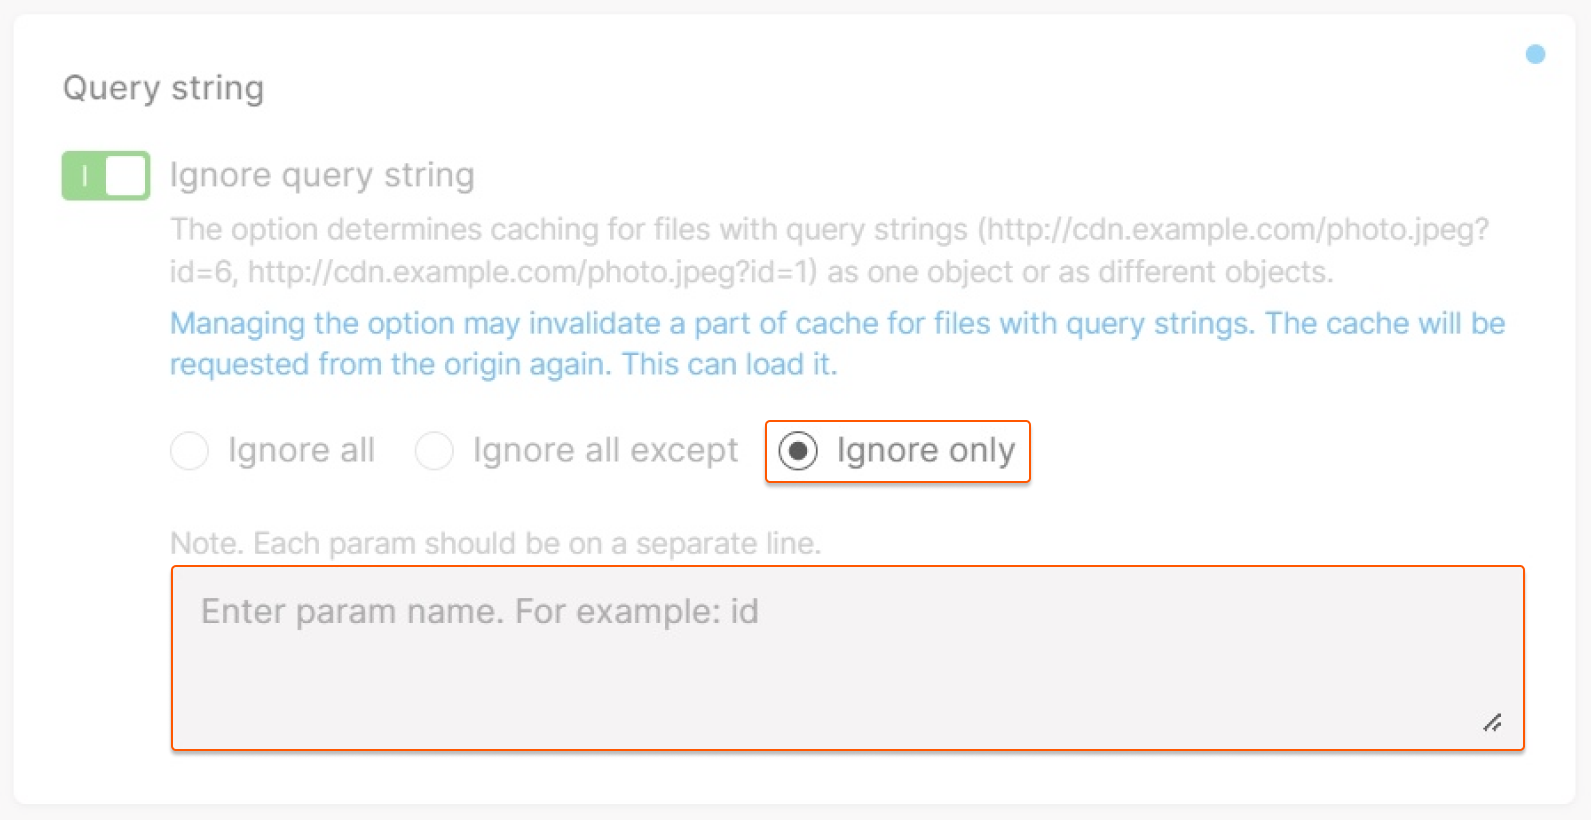 Query string
Ignore query string
The option determines caching for files with query strings (http://cdn.example.com/photo.jpeg?
id=6, http://cdn.example.com/photo.jpeg?id=1) as one object or as different objects.
Managing the option may invalidate a part of cache for files with query strings. The cache will be
requested from the origin again. This can load it.
Ignore all Ignore all except Ignore only
Note. Each param should be on a separate line.
Enter param name. For example: id